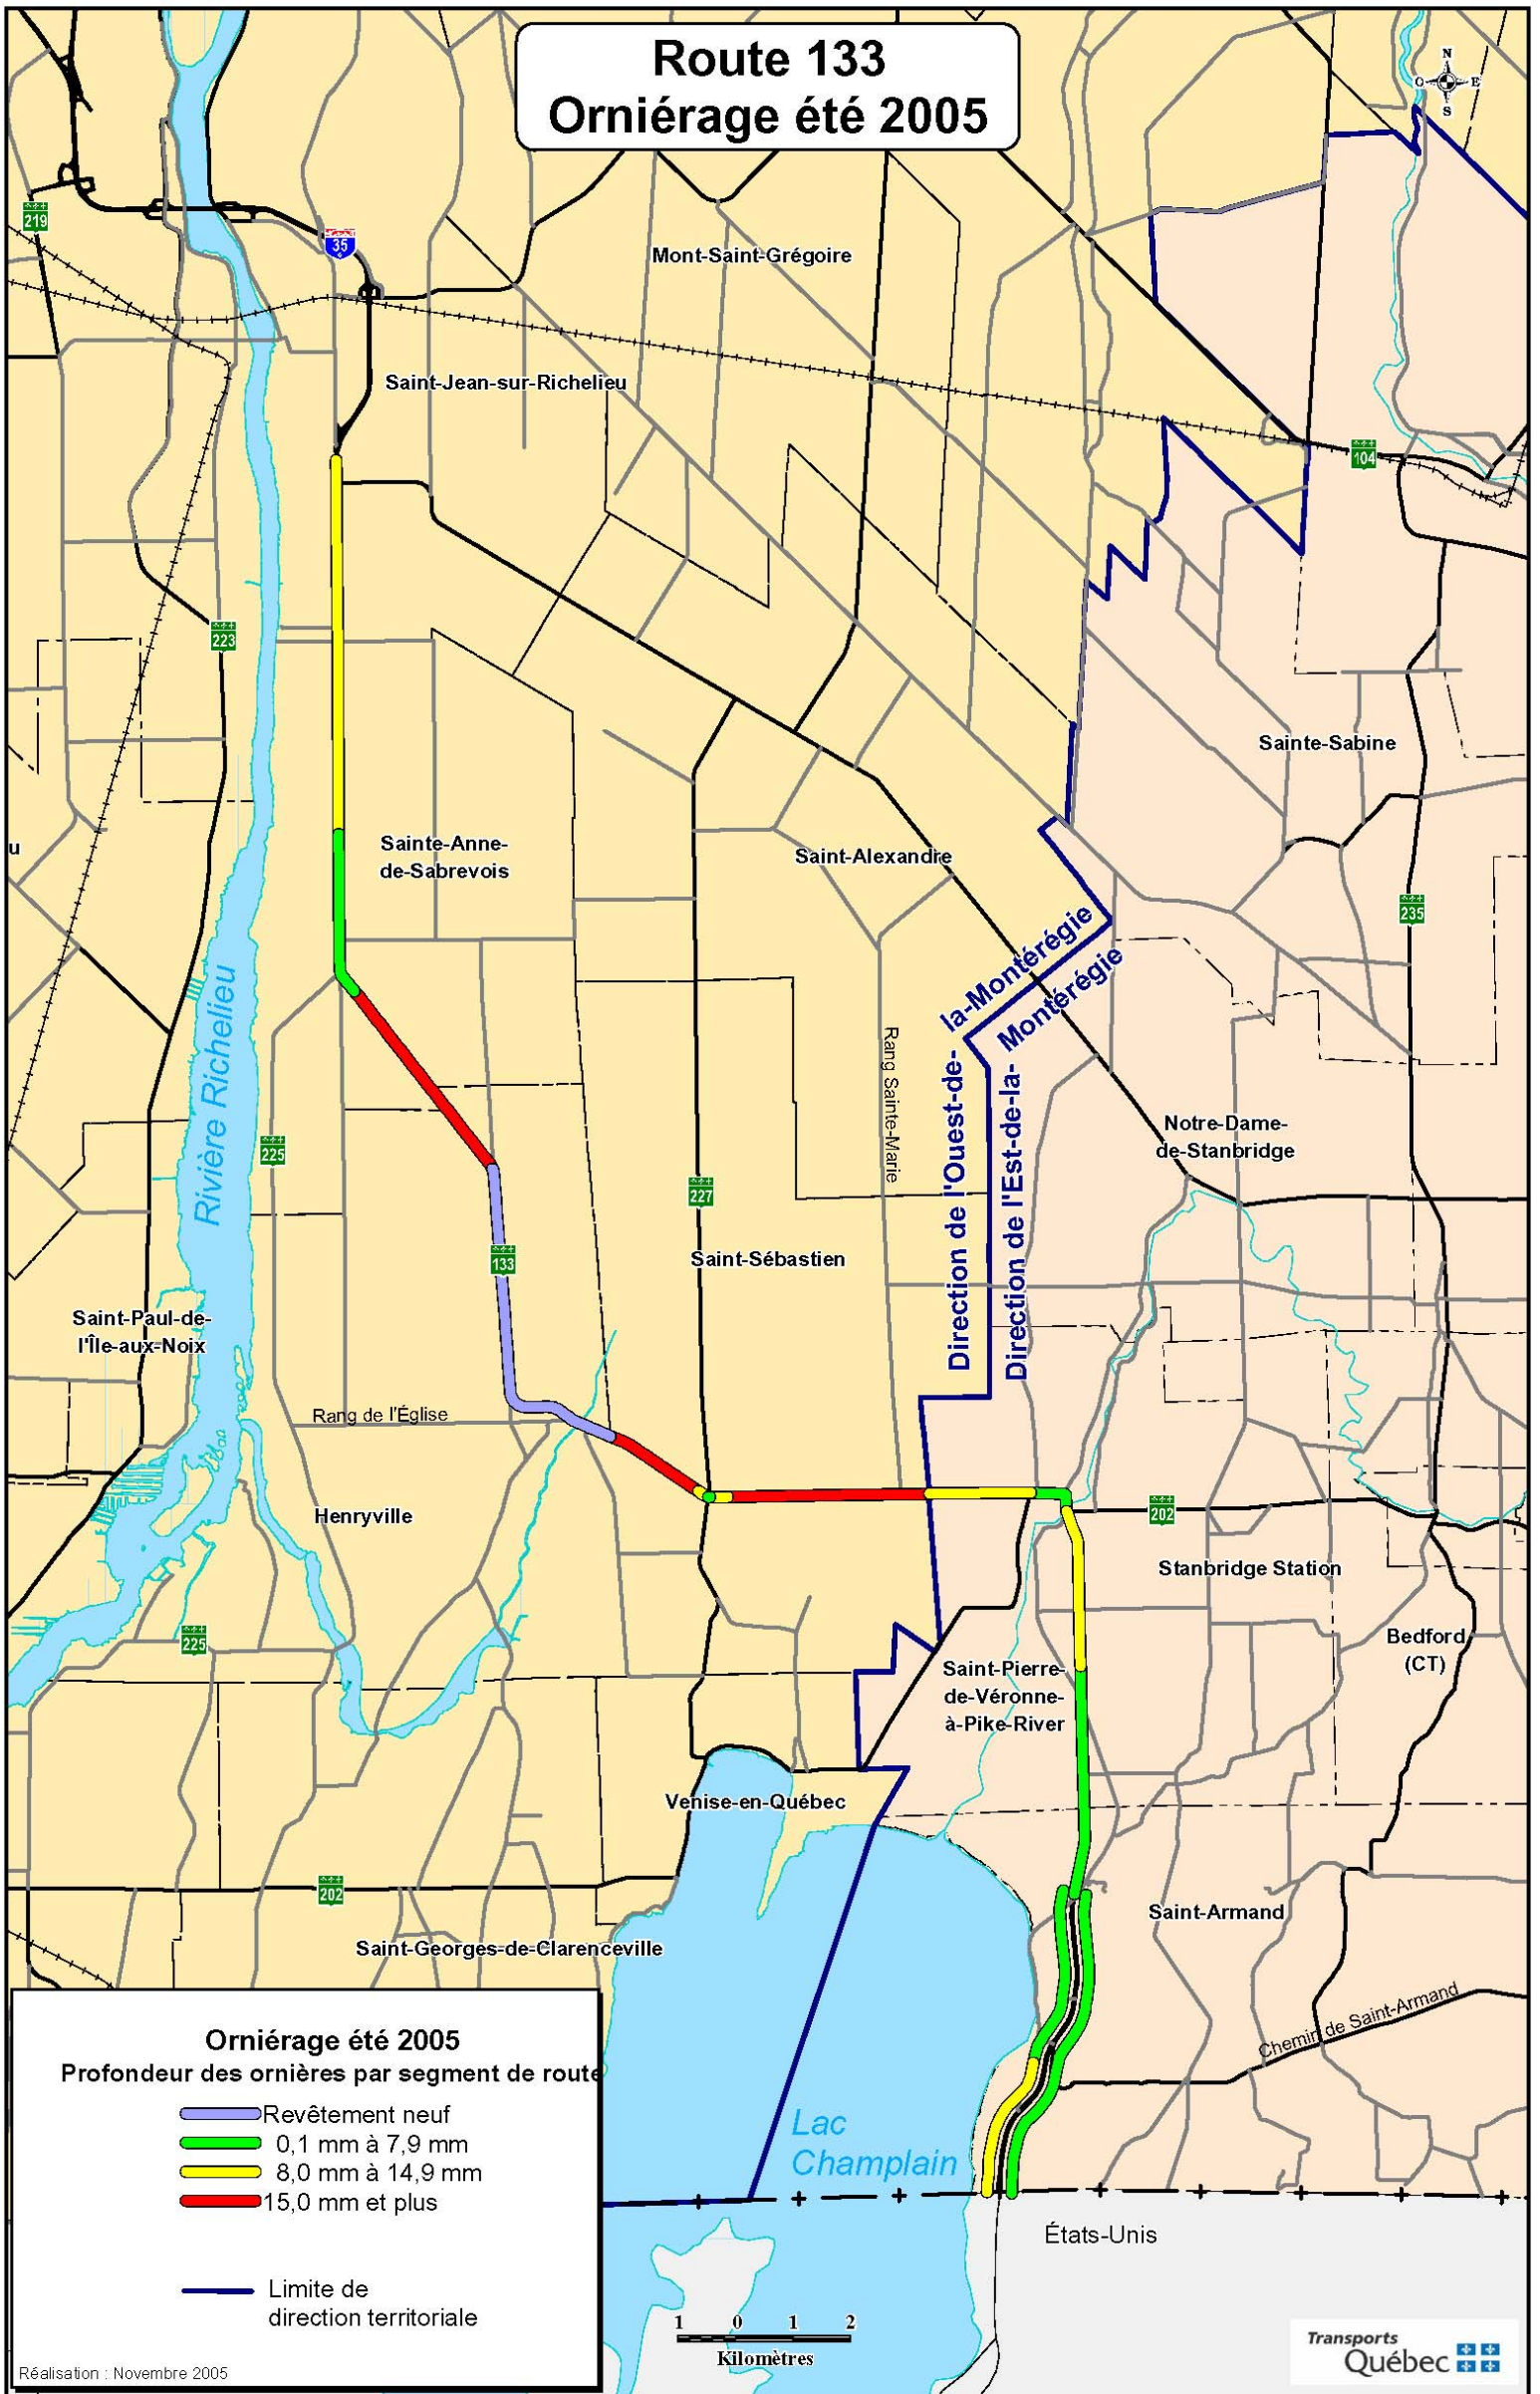 Route 133
Orniérage été 2005
N
O
E
S
219
35
Mont-Saint-Grégoire
Saint-Jean-sur-Richelieu
104
223
Sainte-Sabine
u
Sainte-Anne-
de-Sabrevois
Saint-Alexandre
235
la-Montérégie
Montérégie
Rivière Richelieu
Rang Sainte-Marie
Direction de l'Ouest-de-
Direction de l'Est-de-la-
Notre-Dame-
de-Stanbridge
225
227
133
Saint-Sébastien
Saint-Paul-de-
l'Île-aux-Noix
Rang de l'Église
Henryville
202
Stanbridge Station
225
Bedford
(CT)
Saint-Pierre-
de-Véronne-
à-Pike-River
Venise-en-Québec
202
Saint-Armand
Saint-Georges-de-Clarenceville
Chemin de Saint-Armand
Orniérage été 2005
Profondeur des ornières par segment de route
Revêtement neuf
0,1 mm à 7,9 mm
8,0 mm à 14,9 mm
15,0 mm et plus
Limite de
direction territoriale
Réalisation : Novembre 2005
Lac
Champlain
États-Unis
1 0 1 2
Kilomètres
Transports
Québec